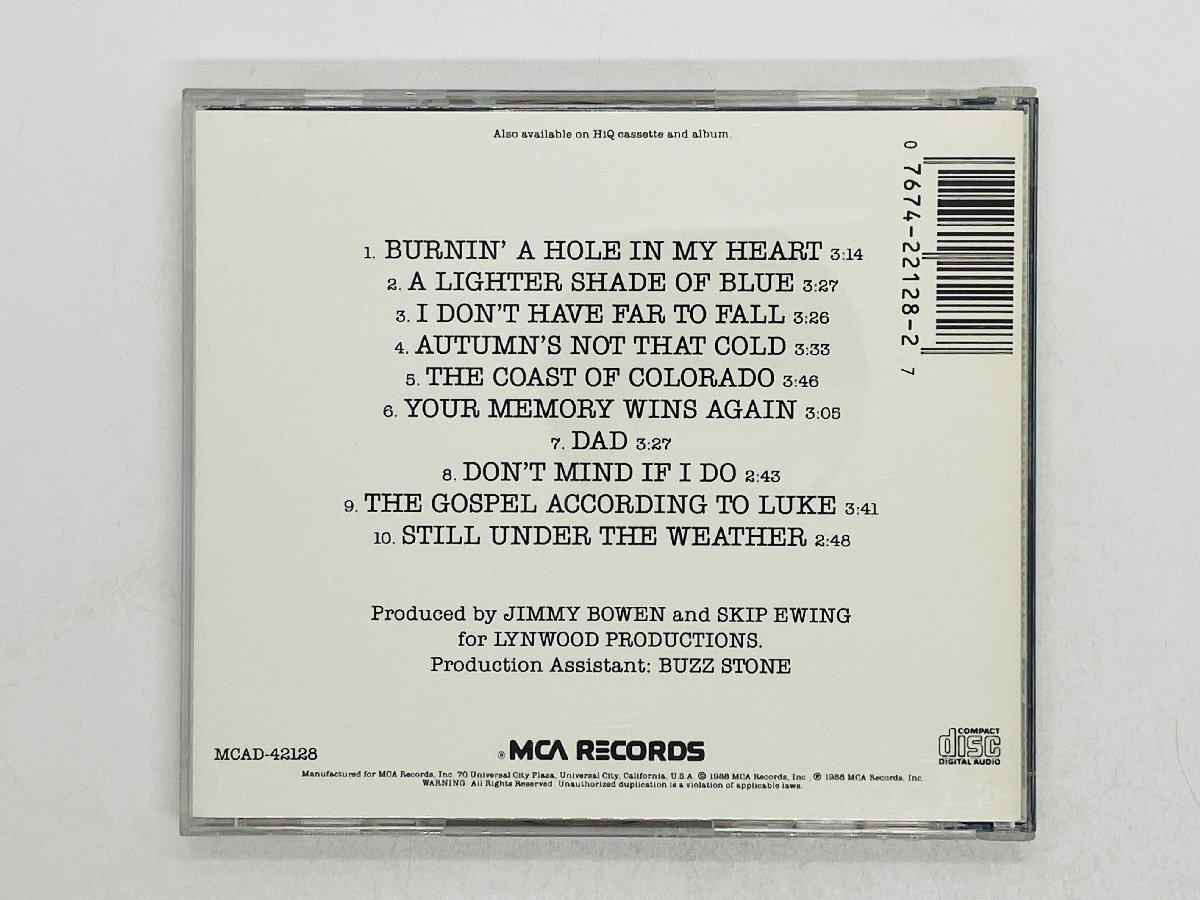 Also available on HiQ cassette and album
0 7674-22128-2 7
1. BURNIN' A HOLE IN MY HEART 3:14
2. A LIGHTER SHADE OF BLUE 3:27
3. I DON'T HAVE FAR TO FALL 3:26
4. AUTUMN'S NOT THAT COLD 3:33
5. THE COAST OF COLORADO 3:46
6. YOUR MEMORY WINS AGAIN 3:05
7. DAD 3:27
8. DON'T MIND IF I DO 2:43
9. THE GOSPEL ACCORDING TO LUKE 3:41
10. STILL UNDER THE WEATHER 2:48
Produced by JIMMY BOWEN and SKIP EWING
for LYNWOOD PRODUCTIONS.
Production Assistant: BUZZ STONE
MCAD-42128
® MCA RECORDS
COMPACT
disc
DIGITAL AUDIO
Manufactured for MCA Records, Inc. 70 Universal City Plaza, Universal City, California, U.S.A. © 1988 MCA Records, Inc., ℗ 1988 MCA Records, Inc.
WARNING: All Rights Reserved. Unauthorized duplication is a violation of applicable laws.